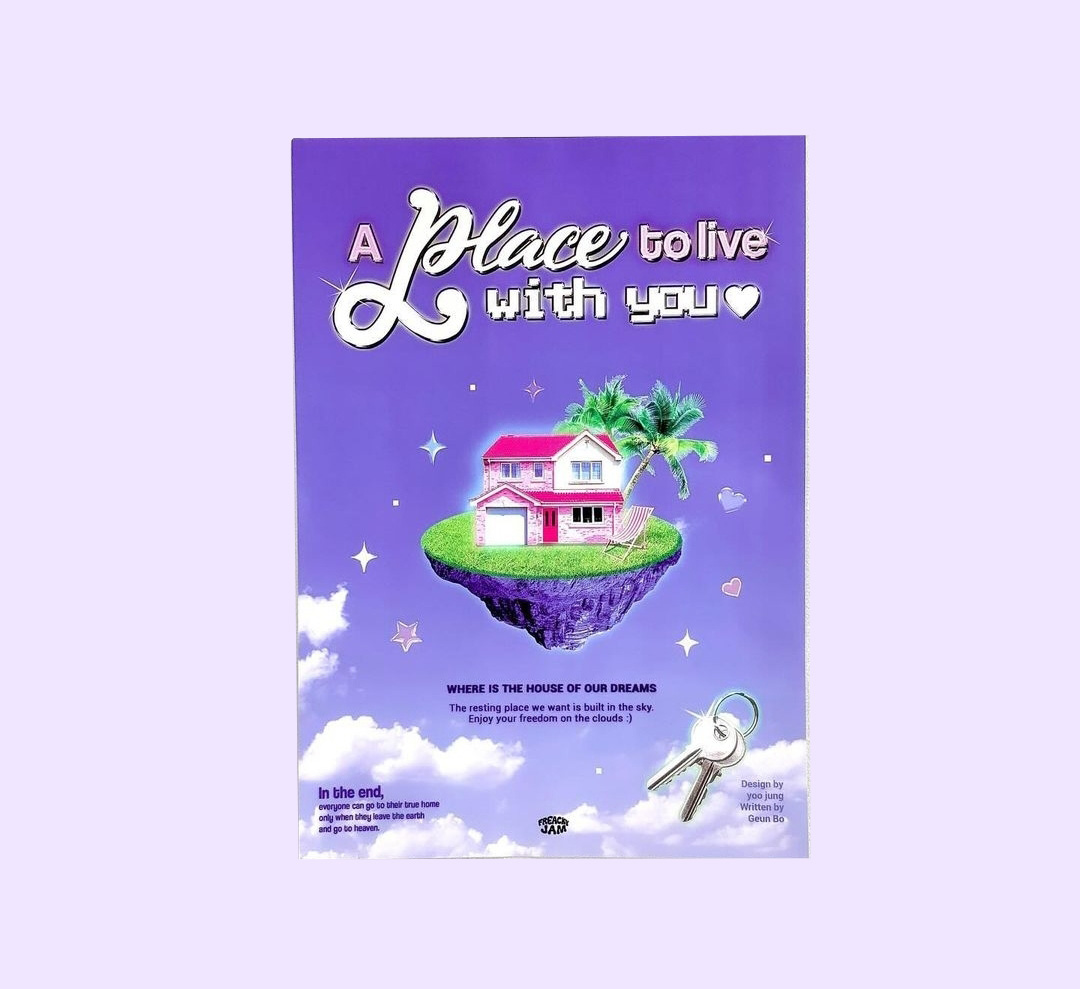 A Place to live
with you
WHERE IS THE HOUSE OF OUR DREAMS
The resting place we want is built in the sky.
Enjoy your freedom on the clouds :)
In the end,
everyone can go to their true home
only when they leave the earth
and go to heaven.
JAM
Design by
yoo jung
Written by
Geun Bo